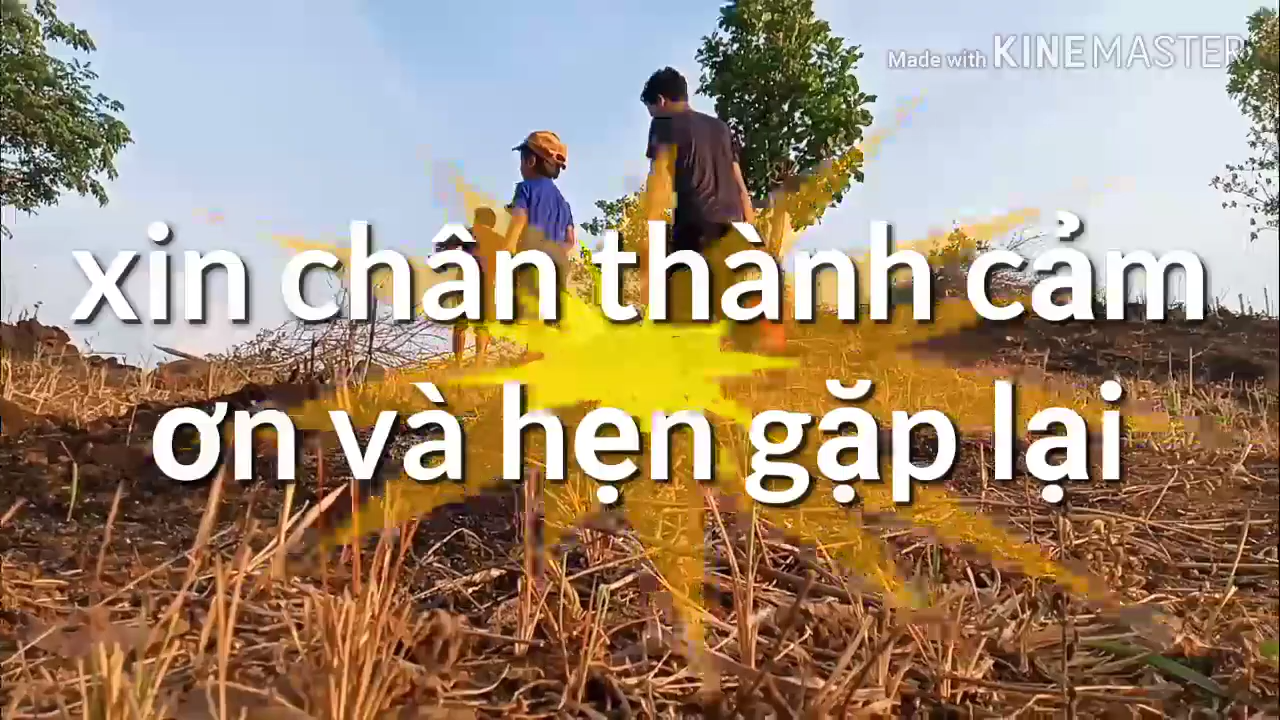 Made with KINEMASTER
xin chân thành cảm
ơn và hẹn gặp lại